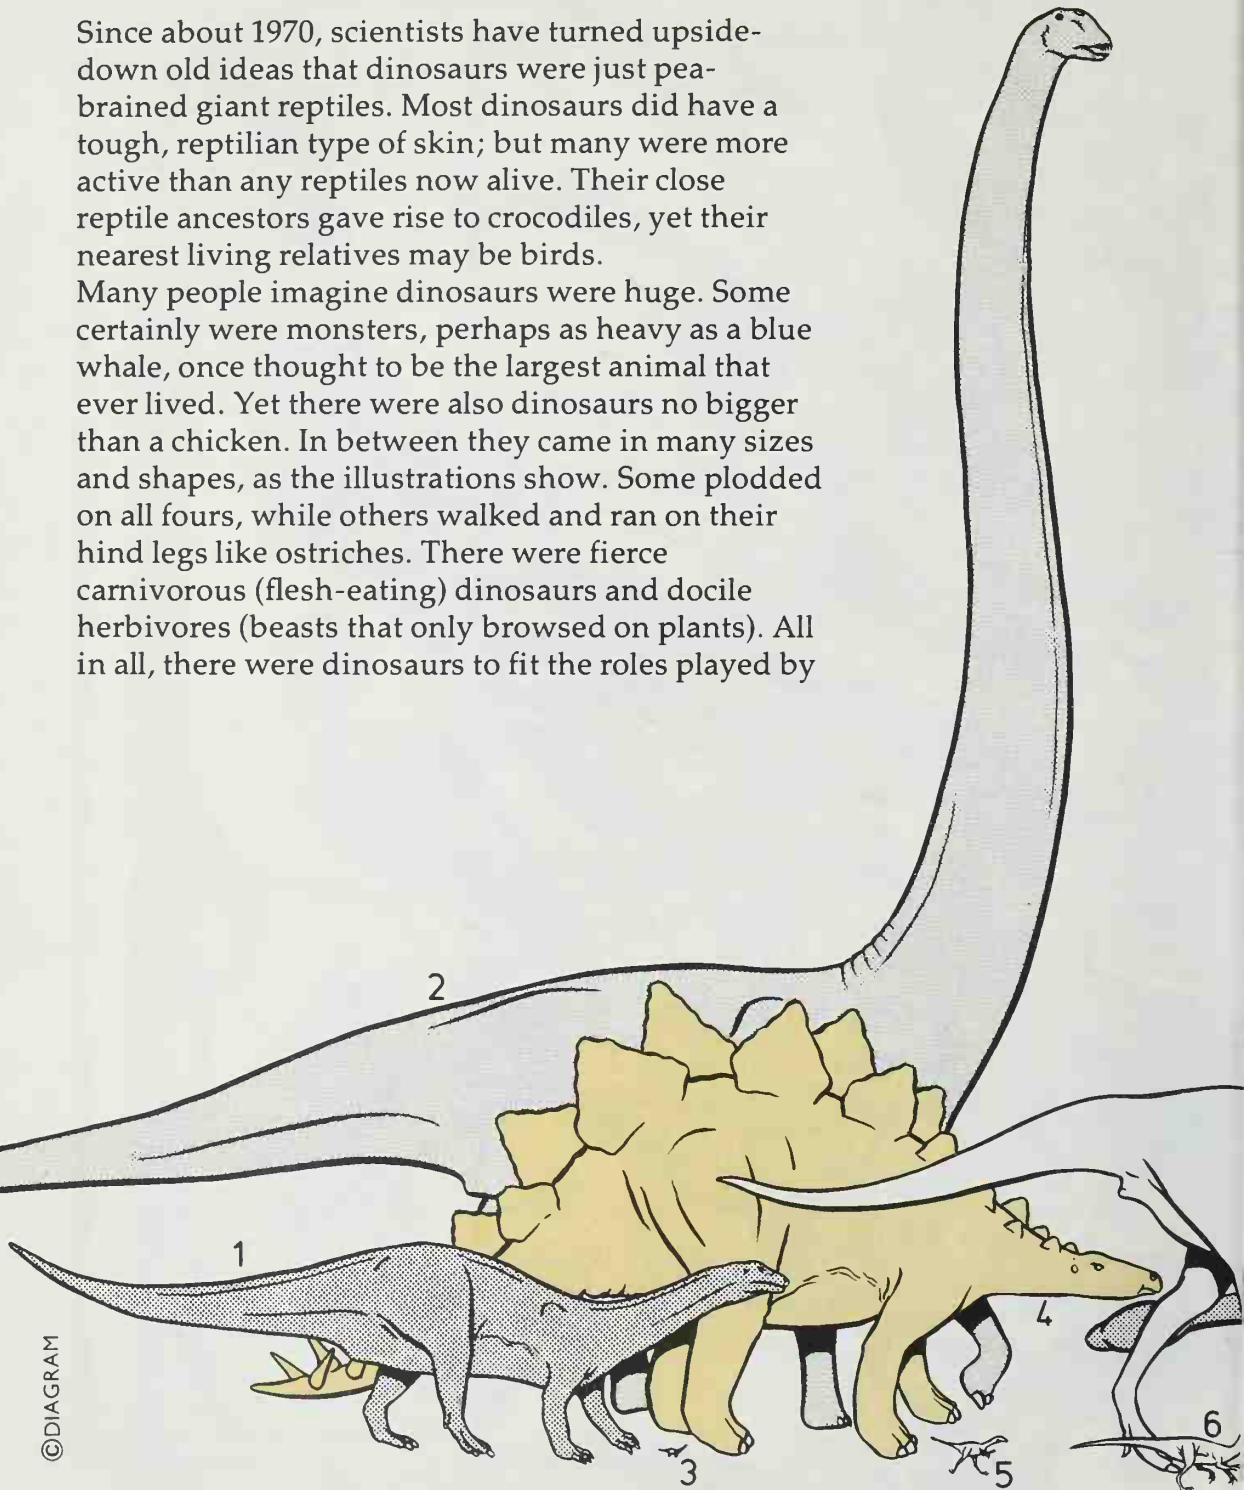 Since about 1970, scientists have turned upside-
down old ideas that dinosaurs were just pea-
brained giant reptiles. Most dinosaurs did have a
tough, reptilian type of skin; but many were more
active than any reptiles now alive. Their close
reptile ancestors gave rise to crocodiles, yet their
nearest living relatives may be birds.
Many people imagine dinosaurs were huge. Some
certainly were monsters, perhaps as heavy as a blue
whale, once thought to be the largest animal that
ever lived. Yet there were also dinosaurs no bigger
than a chicken. In between they came in many sizes
and shapes, as the illustrations show. Some plodded
on all fours, while others walked and ran on their
hind legs like ostriches. There were fierce
carnivorous (flesh-eating) dinosaurs and docile
herbivores (beasts that only browsed on plants). All
in all, there were dinosaurs to fit the roles played by
2
1
4
©DIAGRAM
3
5
6